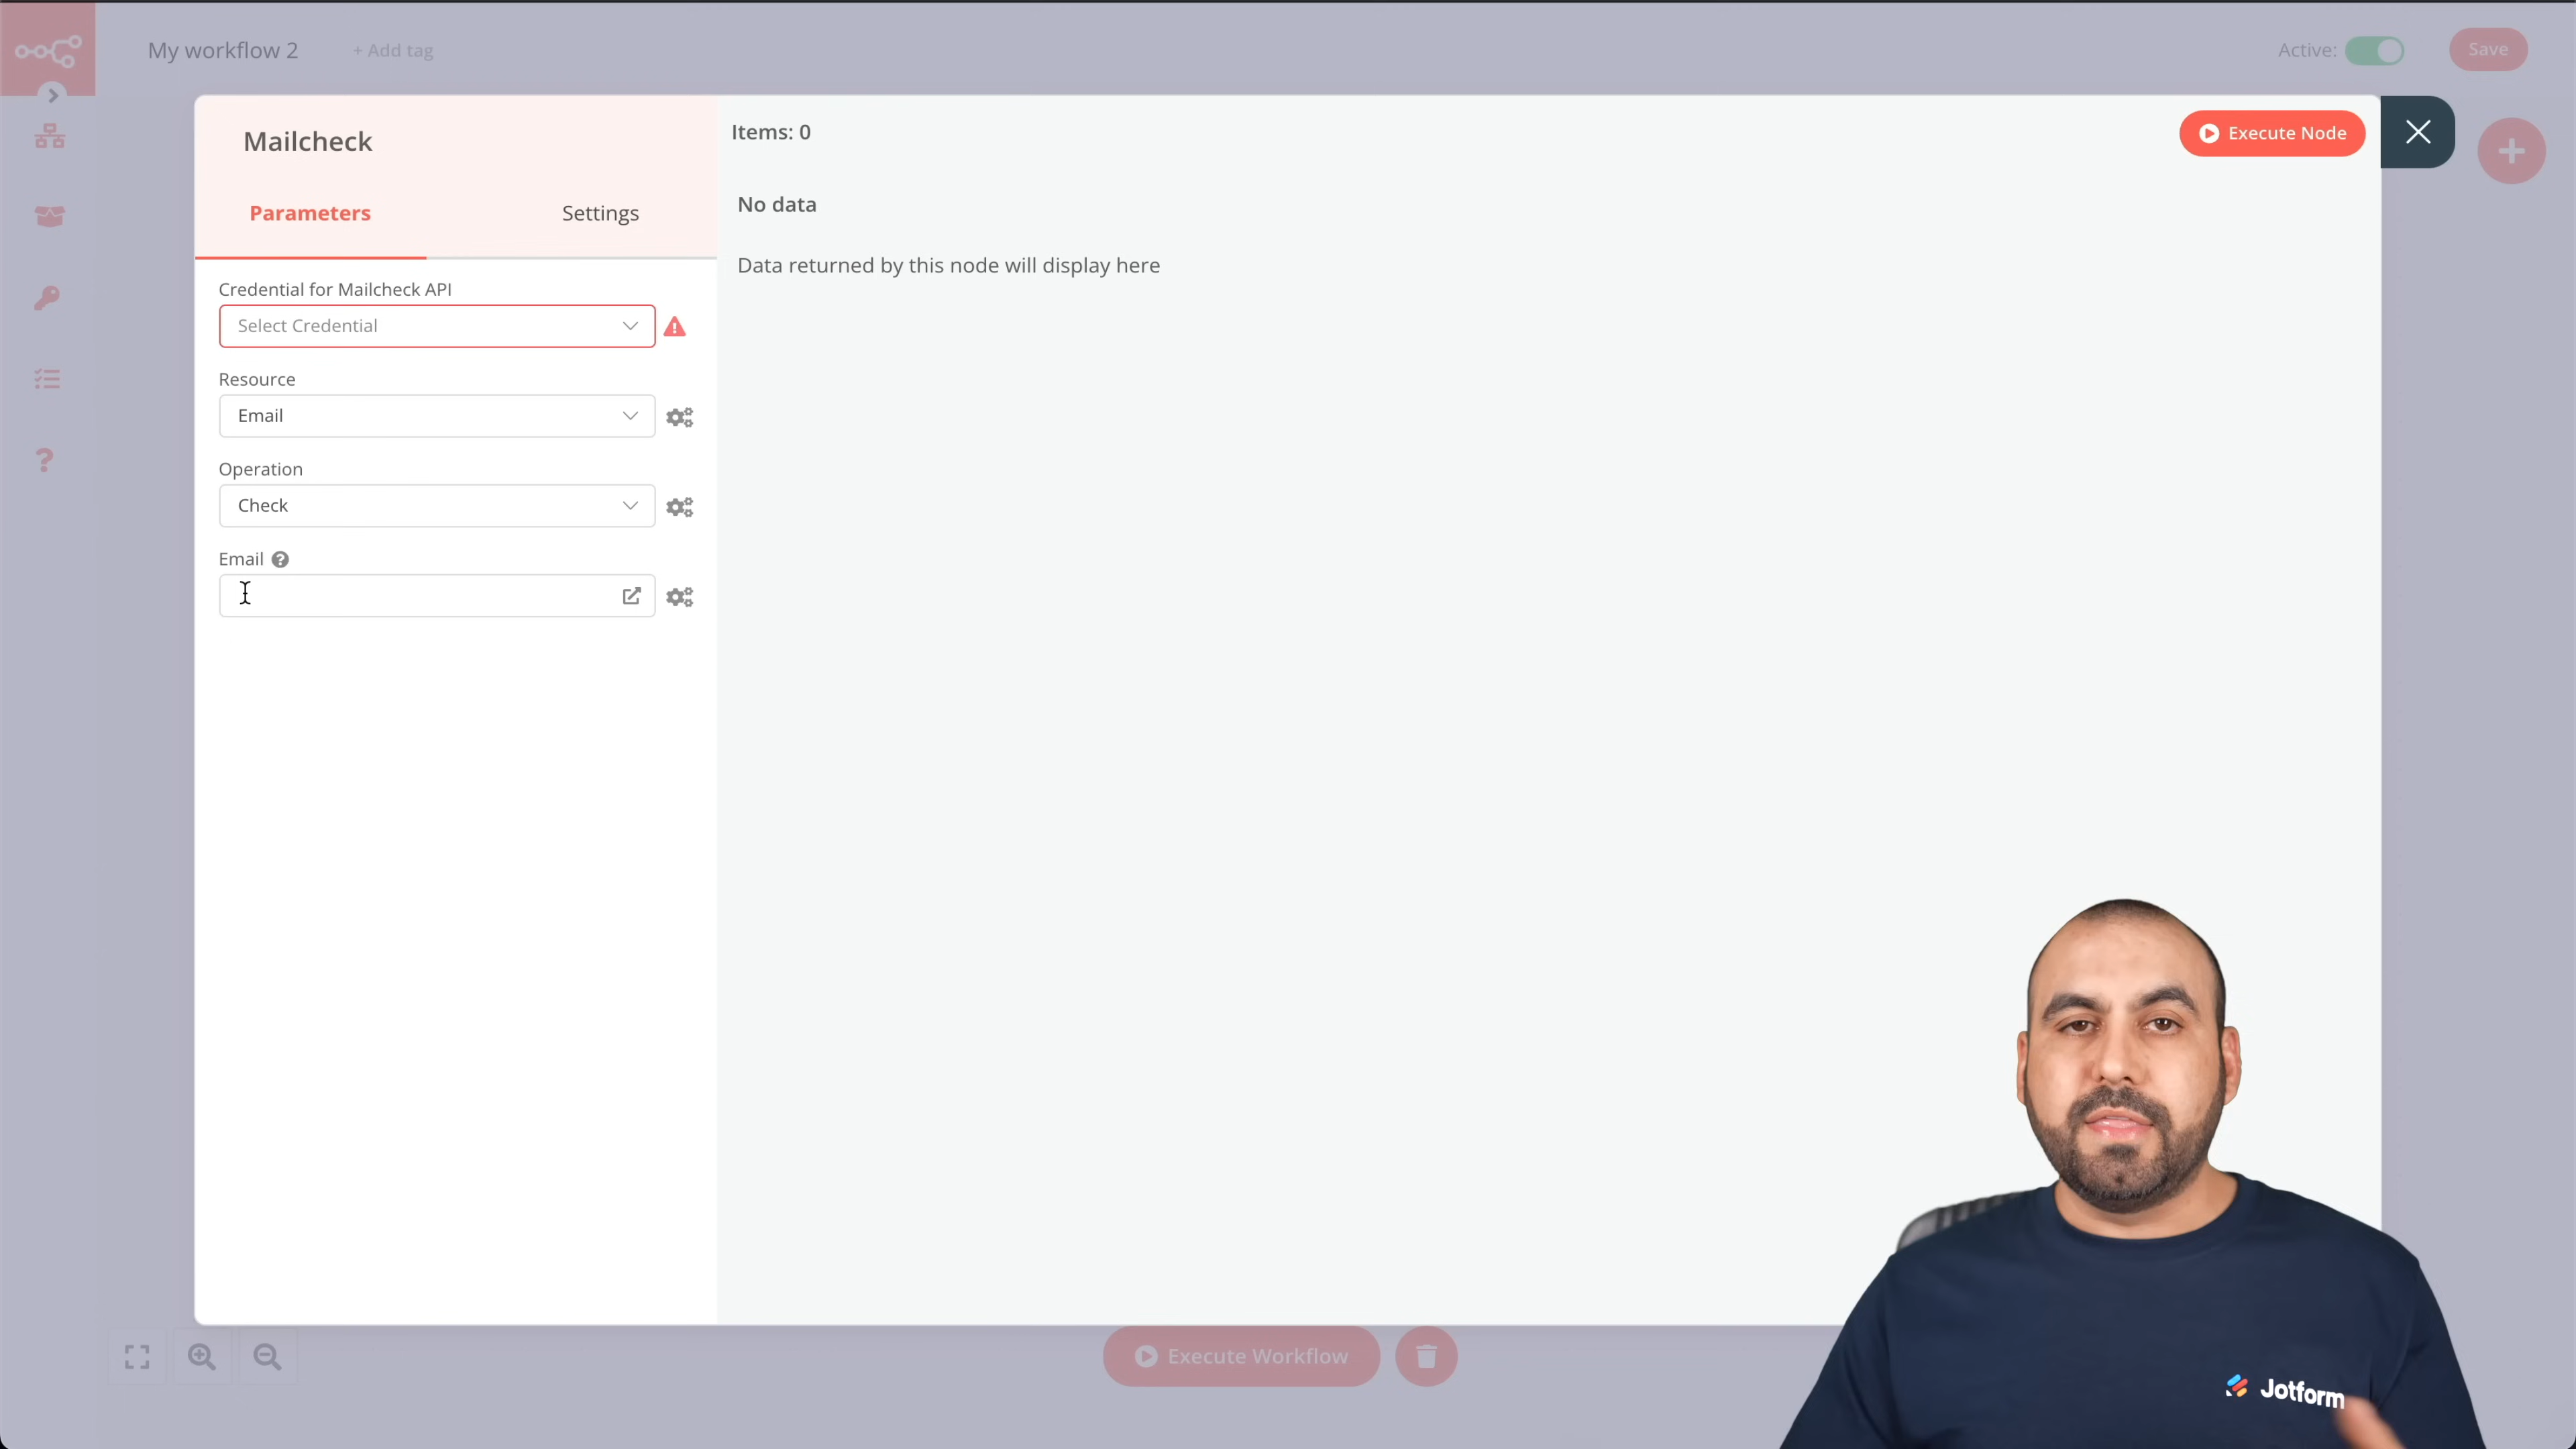 My workflow 2
+ Add tag
Active:
Save
Mailcheck
Items: 0
Execute Node
Parameters
Settings
No data
Data returned by this node will display here
Credential for Mailcheck API
Select Credential
Resource
Email
Operation
Check
Email
Execute Workflow
Jotform